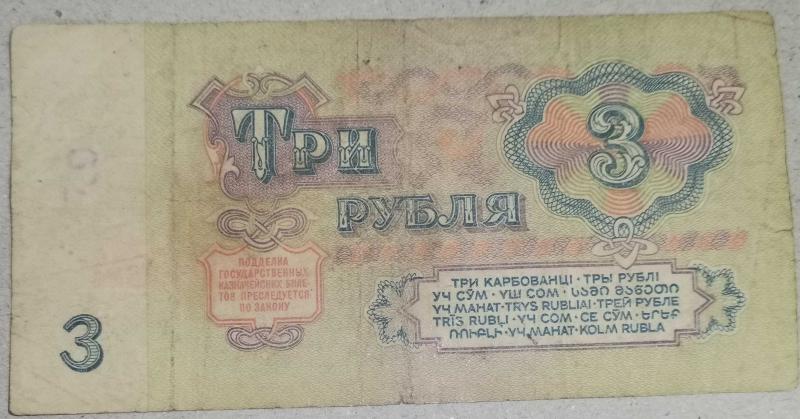 ТРИ
3
РУБЛЯ
ПОДДЕЛКА
ГОСУДАРСТВЕННЫХ
КАЗНАЧЕЙСКИХ БИЛЕ-
ТОВ ПРЕСЛЕДУЕТСЯ
ПО ЗАКОНУ
ТРИ КАРБОВАНЦІ · ТРЫ РУБЛІ
УЧ СЎМ · ҮШ СОМ · ᲡᲐᲛᲘ ᲛᲐᲜᲔᲗᲘ
ҮЧ МАНАТ · TRYS RUBLIAI · ТРЕЙ РУБЛЕ
TRĪS RUBĻI · ҮЧ СОМ · СЕ СЎМ · ԵՐԵՔ
ՌՈՒԲԼԻ · ҮЧ МАНАТ · KOLM RUBLA
3